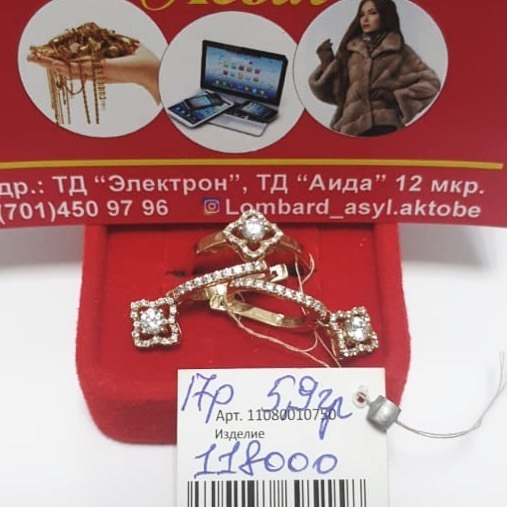 др.: ТД “Электрон”, ТД “Аида” 12 мкр.
(701)450 97 96 Lombard_asyl.aktobe
17р 5,9гр
Арт. 11080010750
Изделие
118000